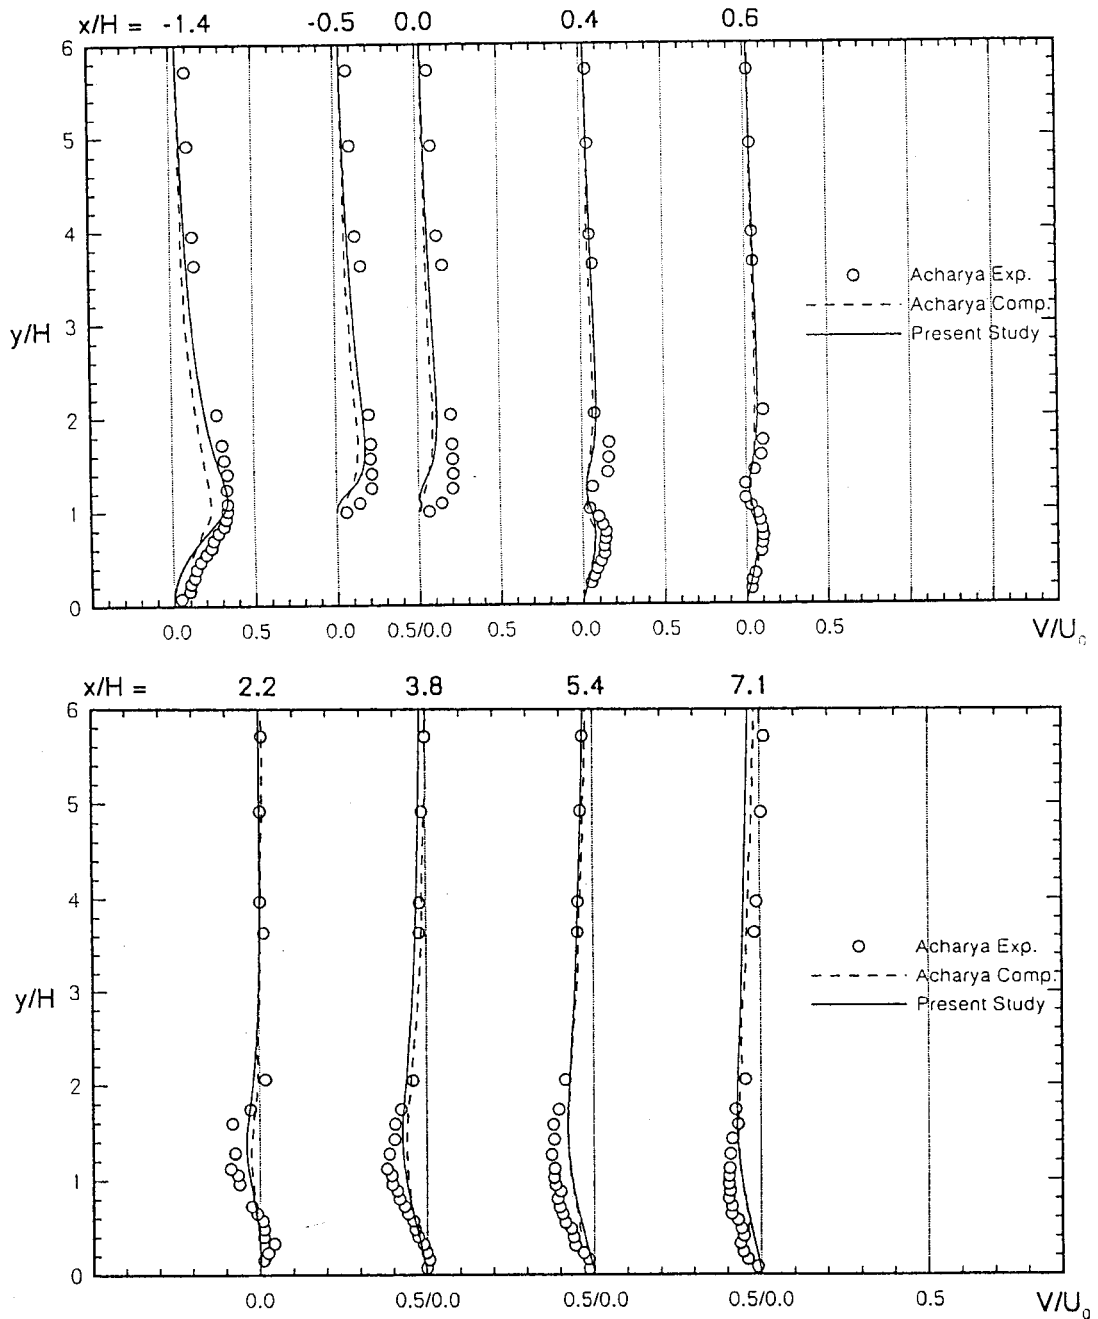 x/H = -1.4 -0.5 0.0 0.4 0.6
6
5
4
3
2
1
0
y/H
Acharya Exp.
Acharya Comp.
Present Study
0.0 0.5 0.0 0.5/0.0 0.5 0.0 0.5 0.0 0.5 V/U₀
x/H = 2.2 3.8 5.4 7.1
6
5
4
3
2
1
0
y/H
Acharya Exp.
Acharya Comp.
Present Study
0.0 0.5/0.0 0.5/0.0 0.5/0.0 0.5 V/U₀